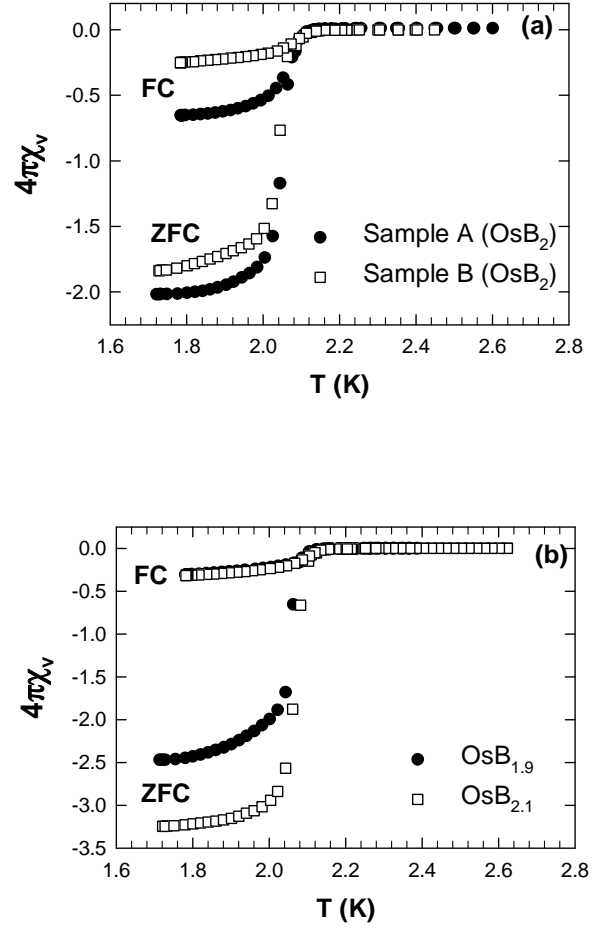 (a)
0.0
FC
-0.5
4πχᵥ
-1.0
ZFC
-1.5
Sample A (OsB₂)
Sample B (OsB₂)
-2.0
1.6 1.8 2.0 2.2 2.4 2.6 2.8
T (K)
(b)
0.0
FC
-0.5
-1.0
4πχᵥ
-1.5
-2.0
-2.5
OsB₁.₉
ZFC
OsB₂.₁
-3.0
-3.5
1.6 1.8 2.0 2.2 2.4 2.6 2.8
T (K)